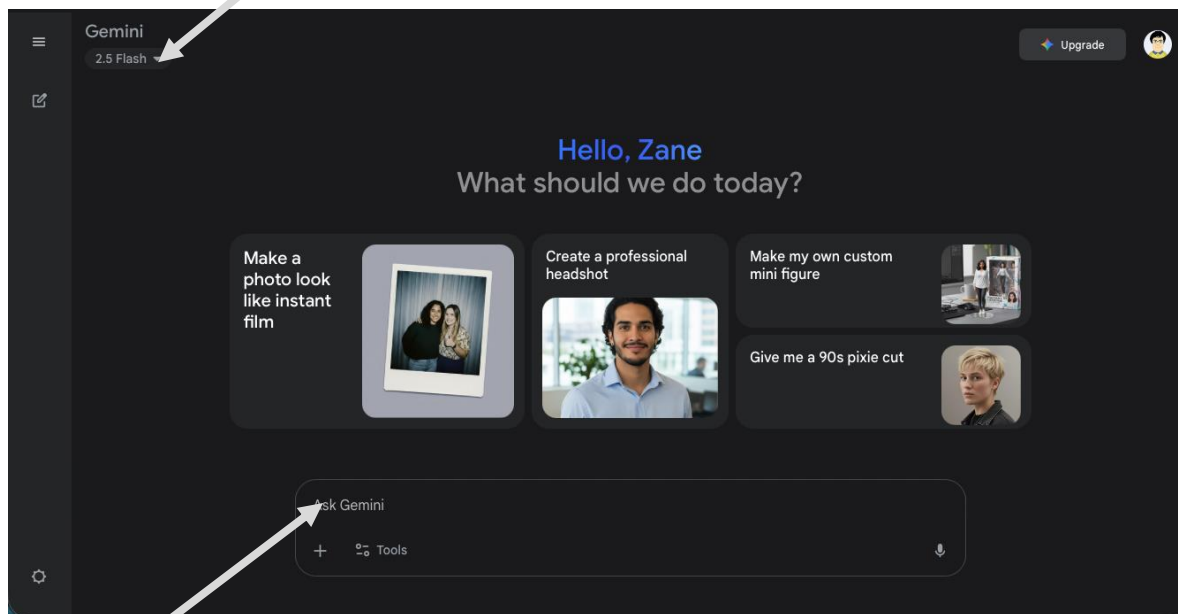 Gemini
2.5 Flash
Upgrade
Hello, Zane
What should we do today?
Make a
photo look
like instant
film
Create a professional
headshot
Make my own custom
mini figure
Give me a 90s pixie cut
Ask Gemini
Tools